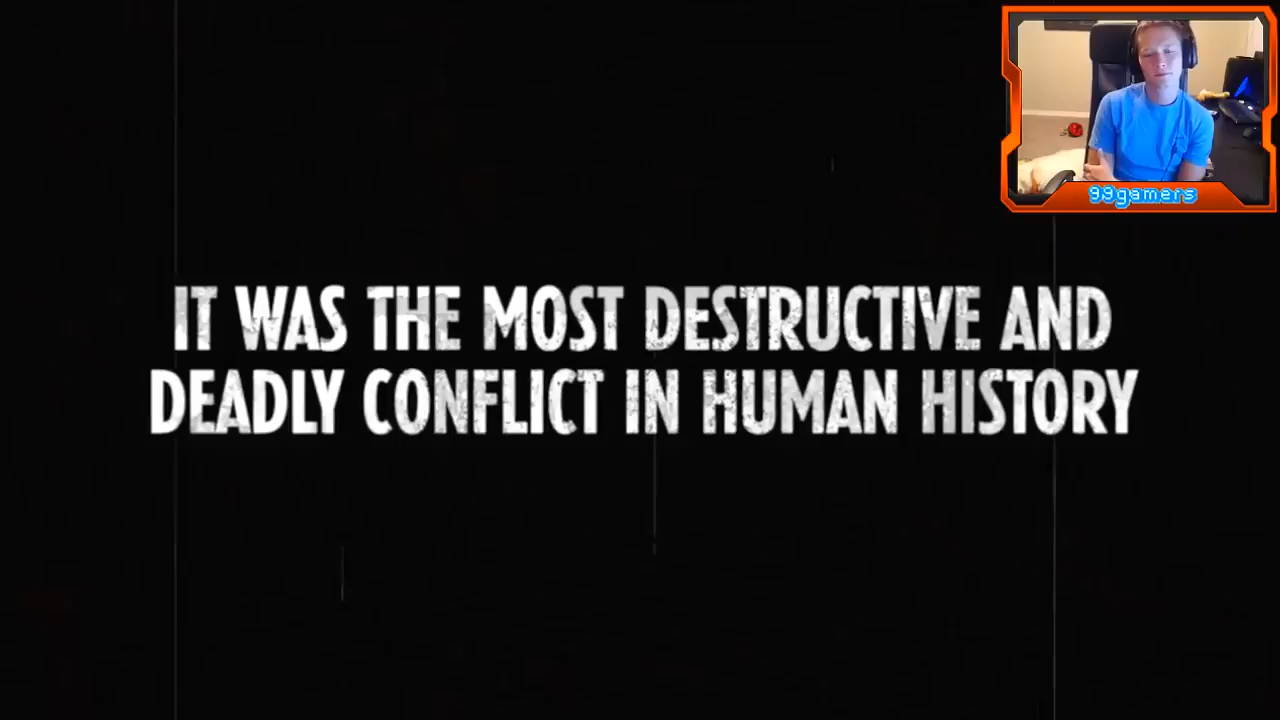 99gamers
IT WAS THE MOST DESTRUCTIVE AND
DEADLY CONFLICT IN HUMAN HISTORY